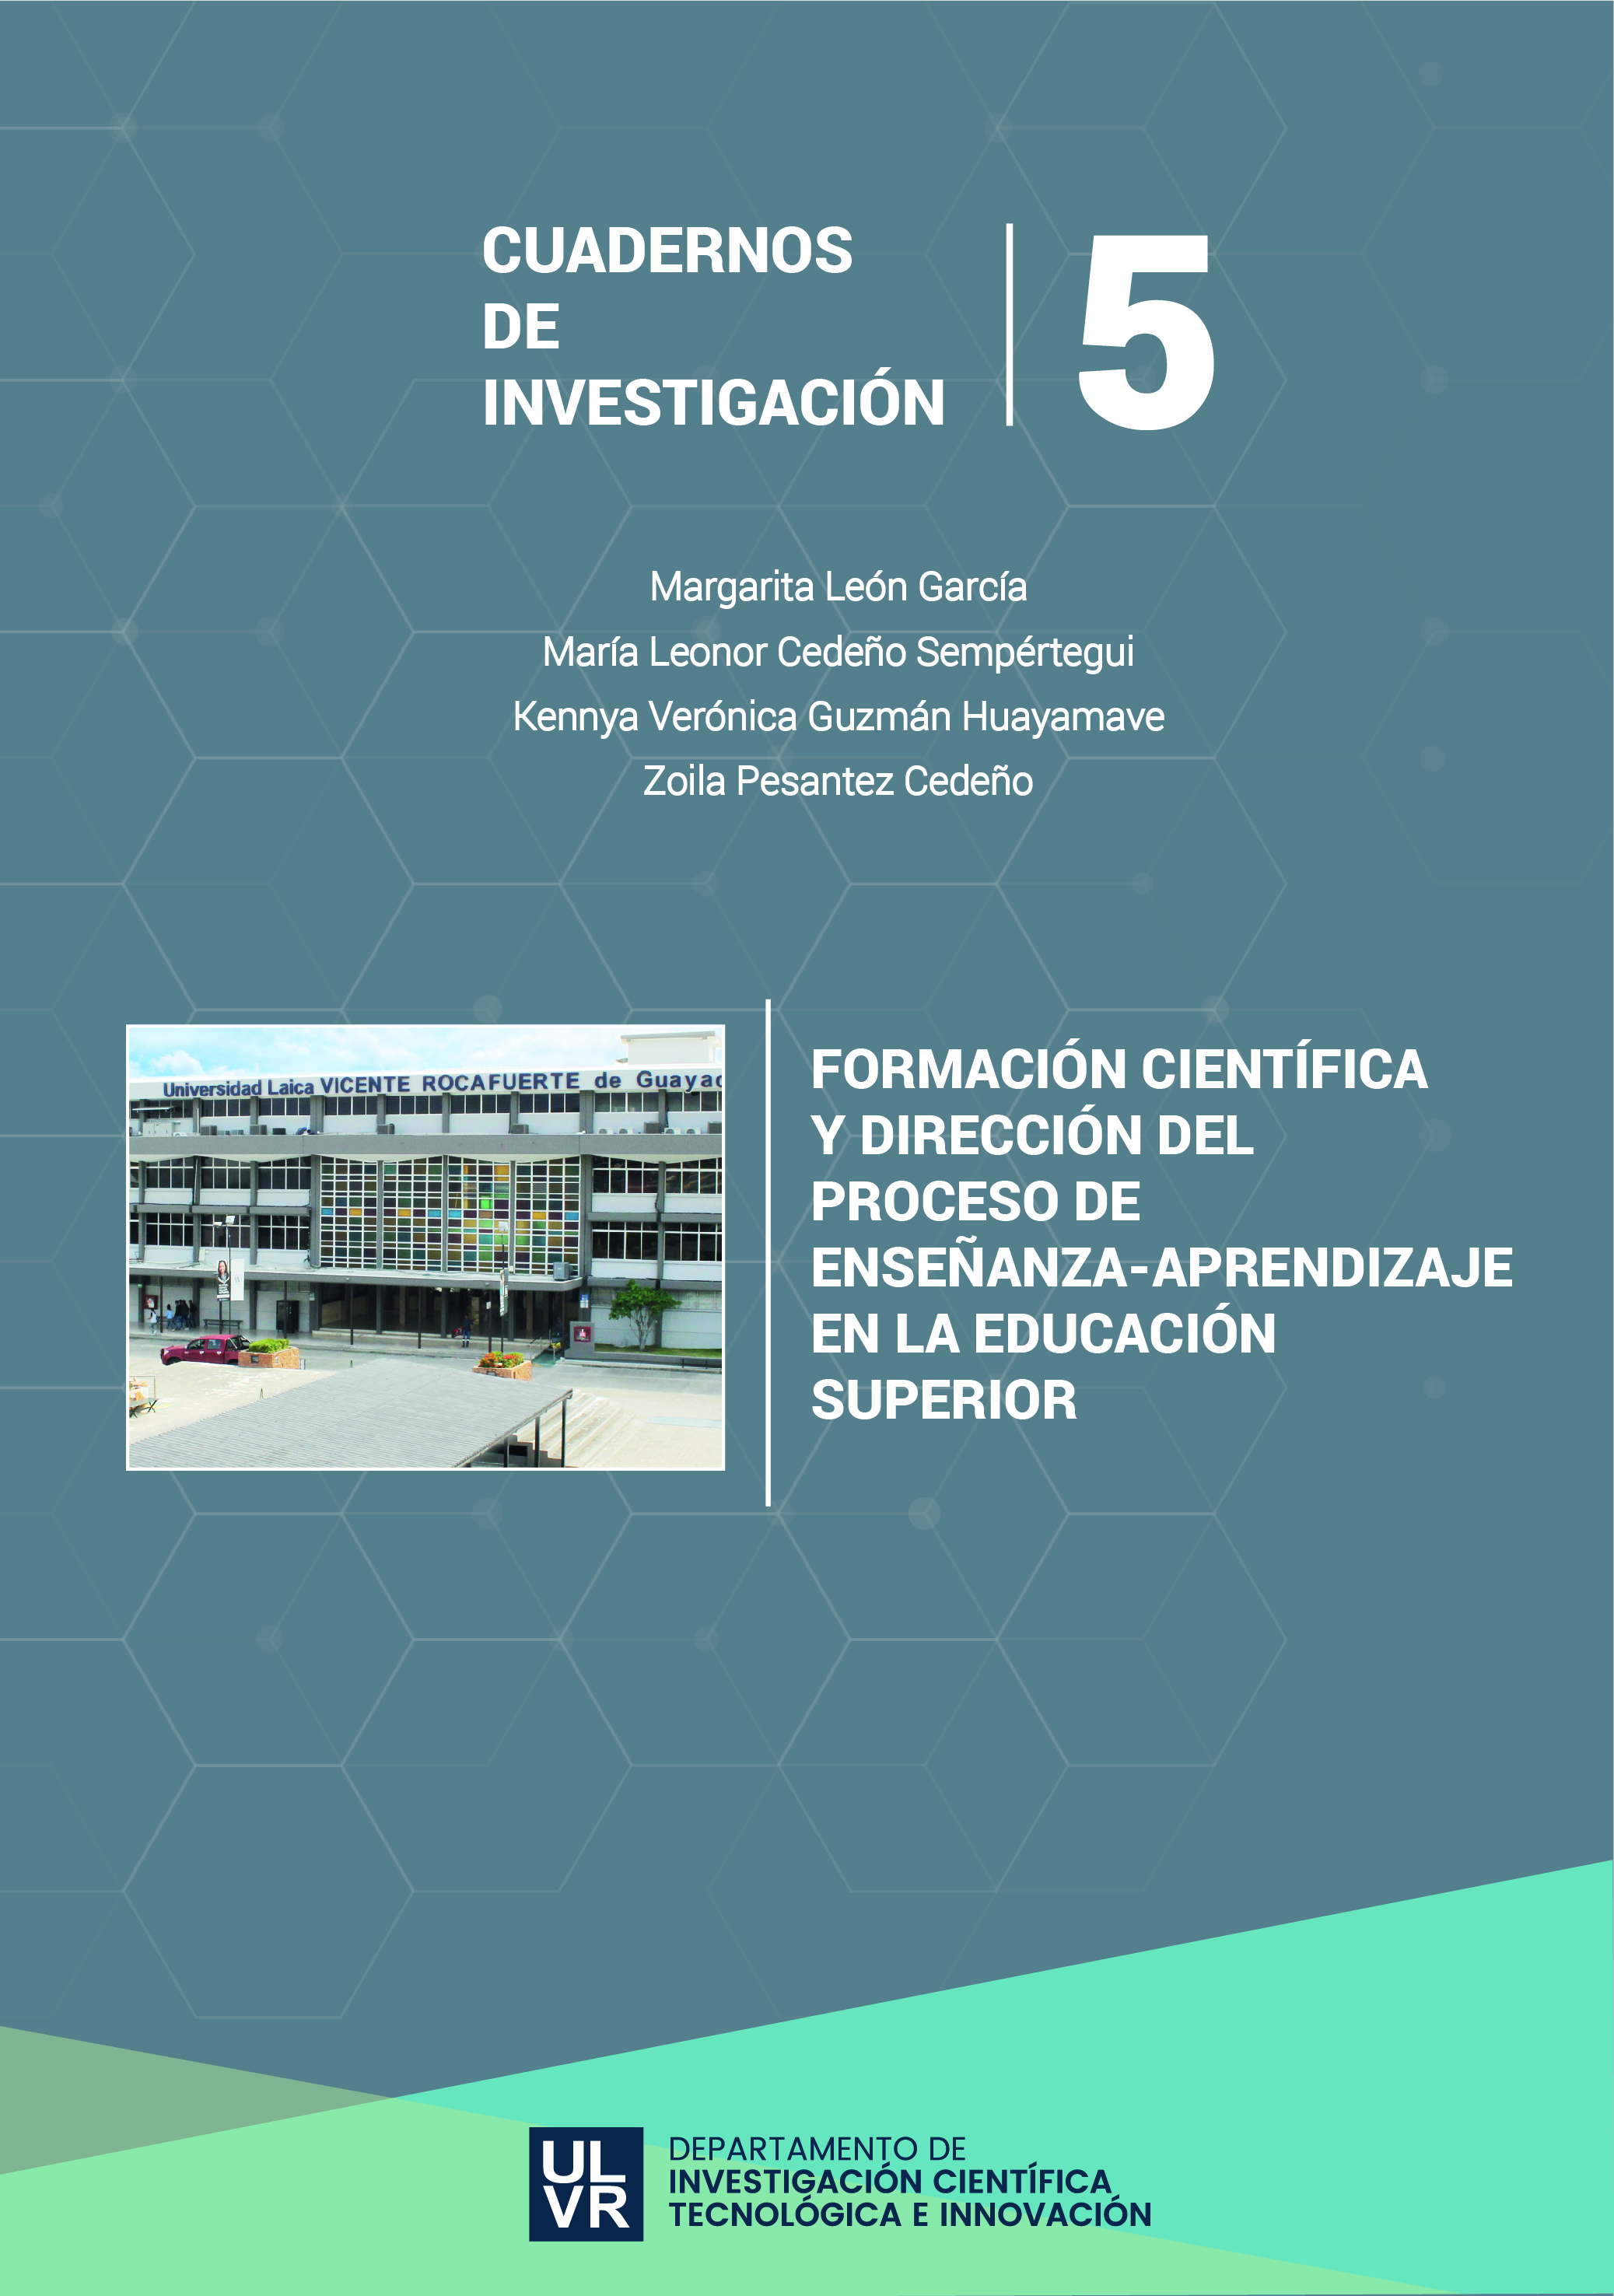 CUADERNOS
DE
INVESTIGACIÓN
5
Margarita León García
María Leonor Cedeño Sempértegui
Kennya Verónica Guzmán Huayamave
Zoila Pesantez Cedeño
Universidad Laica VICENTE ROCAFUERTE de Guayaq
FORMACIÓN CIENTÍFICA
Y DIRECCIÓN DEL
PROCESO DE
ENSEÑANZA-APRENDIZAJE
EN LA EDUCACIÓN
SUPERIOR
UL
VR
DEPARTAMENTO DE
INVESTIGACIÓN CIENTÍFICA
TECNOLÓGICA E INNOVACIÓN